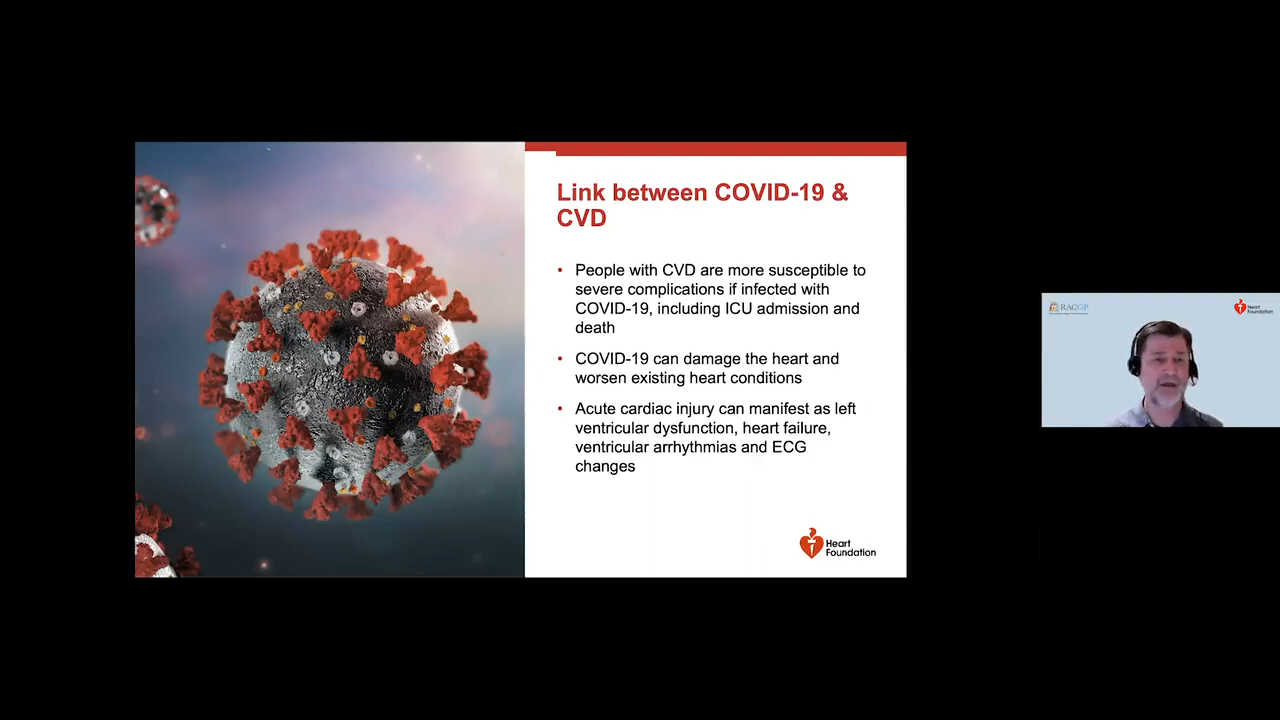 Link between COVID-19 &
CVD
• People with CVD are more susceptible to
severe complications if infected with
COVID-19, including ICU admission and
death
• COVID-19 can damage the heart and
worsen existing heart conditions
• Acute cardiac injury can manifest as left
ventricular dysfunction, heart failure,
ventricular arrhythmias and ECG
changes
Heart
Foundation
RACGP
Heart
Foundation